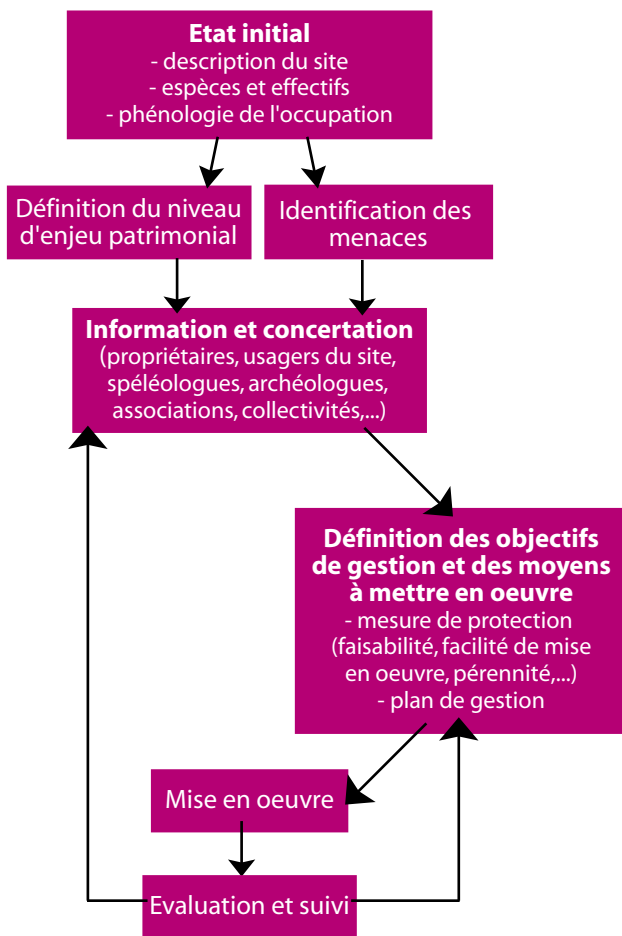 Etat initial
- description du site
- espèces et effectifs
- phénologie de l'occupation
Définition du niveau
d'enjeu patrimonial
Identification des
menaces
Information et concertation
(propriétaires, usagers du site,
spéléologues, archéologues,
associations, collectivités,...)
Définition des objectifs
de gestion et des moyens
à mettre en oeuvre
- mesure de protection
(faisabilité, facilité de mise
en oeuvre, pérennité,...)
- plan de gestion
Mise en oeuvre
Evaluation et suivi